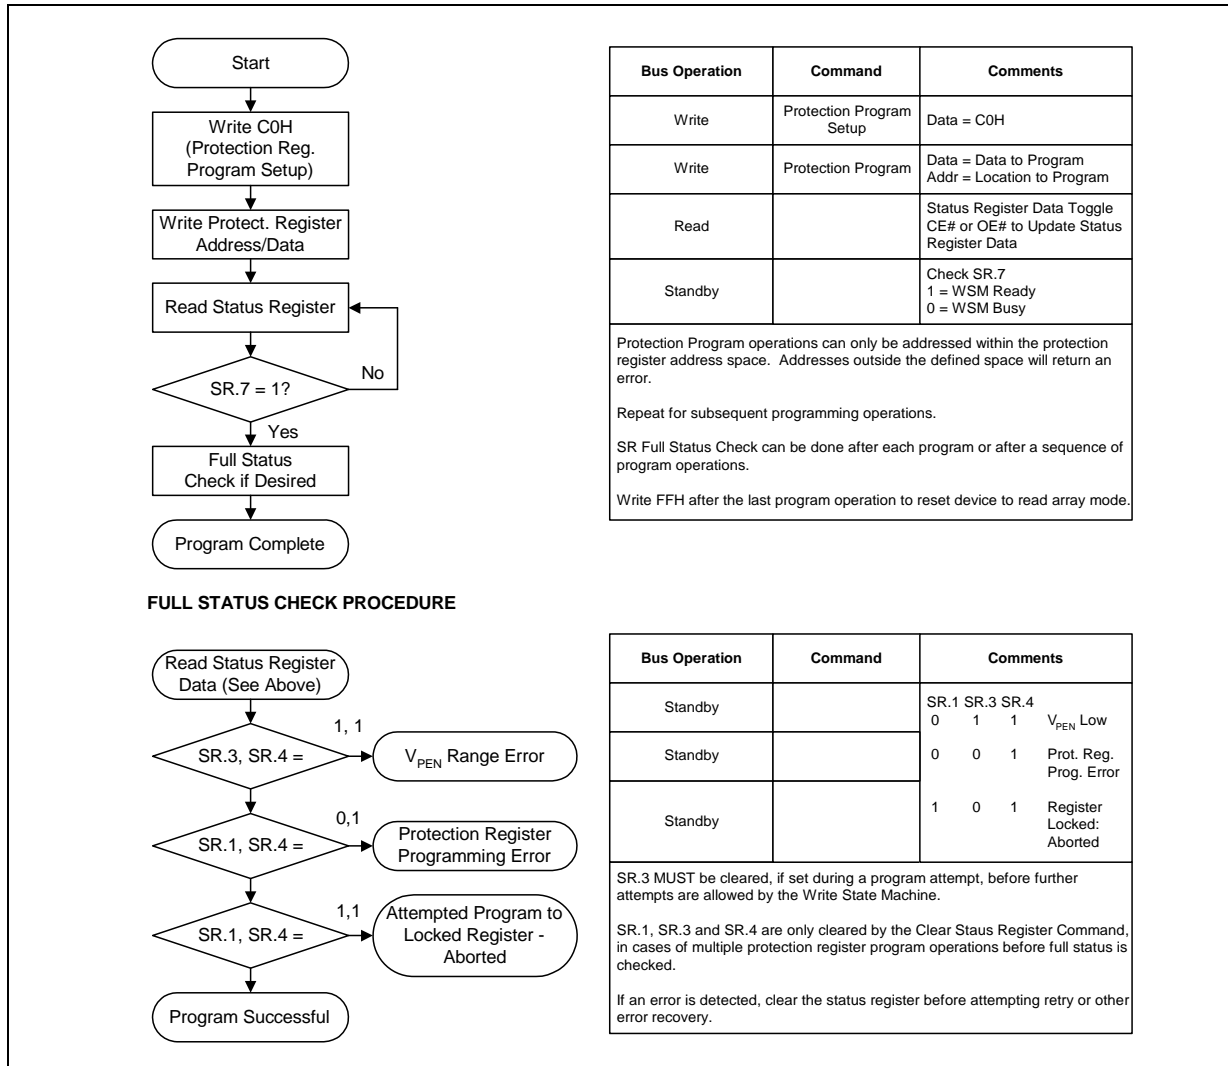 Start
Write C0H
(Protection Reg.
Program Setup)
Write Protect. Register
Address/Data
Read Status Register
No
SR.7 = 1?
Yes
Full Status
Check if Desired
Program Complete
Bus Operation Command Comments
Write Protection Program
Setup Data = C0H
Write Protection Program Data = Data to Program
Addr = Location to Program
Read Status Register Data Toggle
CE# or OE# to Update Status
Register Data
Standby Check SR.7
1 = WSM Ready
0 = WSM Busy
Protection Program operations can only be addressed within the protection
register address space. Addresses outside the defined space will return an
error.
Repeat for subsequent programming operations.
SR Full Status Check can be done after each program or after a sequence of
program operations.
Write FFH after the last program operation to reset device to read array mode.
FULL STATUS CHECK PROCEDURE
Read Status Register
Data (See Above)
1, 1
SR.3, SR.4 =
VPEN Range Error
0,1
SR.1, SR.4 =
Protection Register
Programming Error
1,1
SR.1, SR.4 =
Attempted Program to
Locked Register -
Aborted
Program Successful
Bus Operation Command Comments
Standby
Standby
Standby
SR.1 SR.3 SR.4
0 1 1 VPEN Low
0 0 1 Prot. Reg.
Prog. Error
1 0 1 Register
Locked:
Aborted
SR.3 MUST be cleared, if set during a program attempt, before further
attempts are allowed by the Write State Machine.
SR.1, SR.3 and SR.4 are only cleared by the Clear Staus Register Command,
in cases of multiple protection register program operations before full status is
checked.
If an error is detected, clear the status register before attempting retry or other
error recovery.